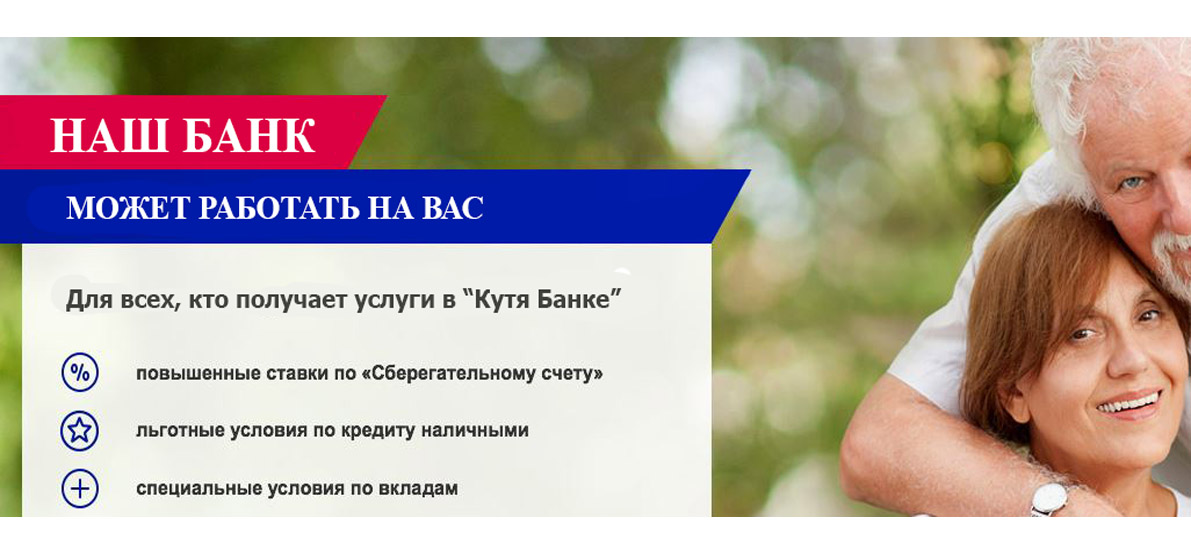 НАШ БАНК
МОЖЕТ РАБОТАТЬ НА ВАС
Для всех, кто получает услуги в “Кутя Банке”
% повышенные ставки по «Сберегательному счету»
льготные условия по кредиту наличными
специальные условия по вкладам